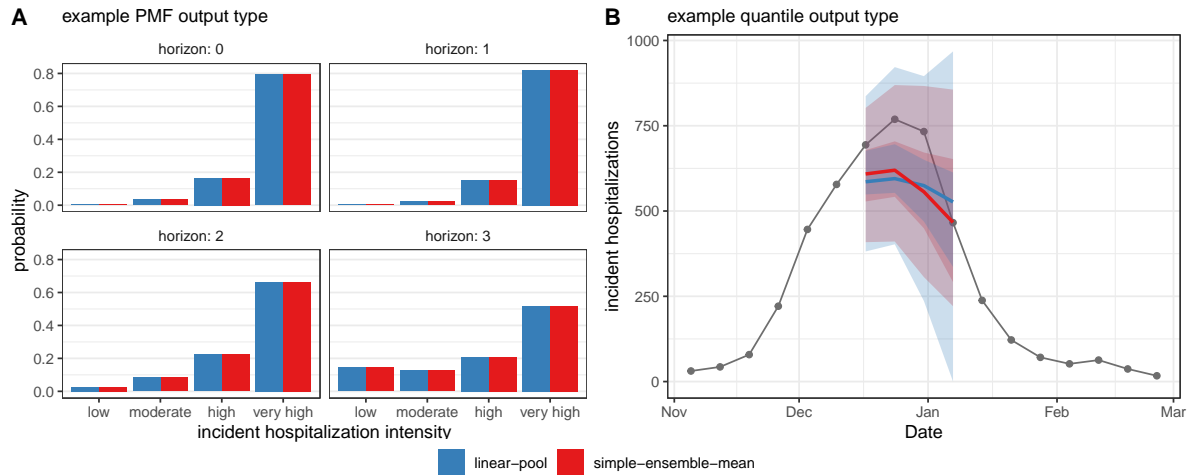 A example PMF output type
horizon: 0 horizon: 1
0.8
0.6
0.4
0.2
0.0
horizon: 2 horizon: 3
0.8
0.6
0.4
0.2
0.0
probability
low moderate high very high low moderate high very high
incident hospitalization intensity
B example quantile output type
1000
750
500
250
0
incident hospitalizations
Nov Dec Jan Feb Mar
Date
linear−pool simple−ensemble−mean